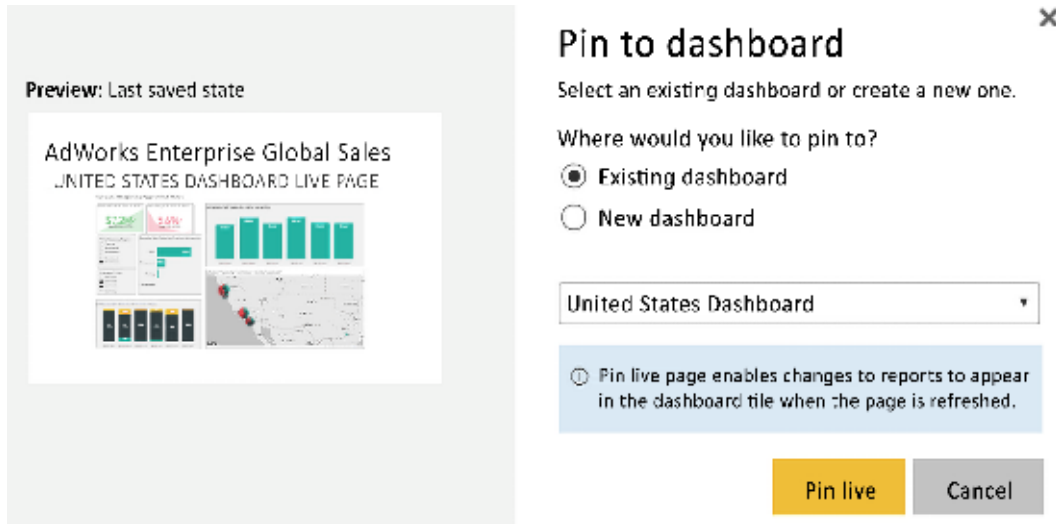 Preview: Last saved state
AdWorks Enterprise Global Sales
UNITED STATES DASHBOARD LIVE PAGE
Pin to dashboard
Select an existing dashboard or create a new one.
Where would you like to pin to?
Existing dashboard
New dashboard
United States Dashboard
Pin live page enables changes to reports to appear
in the dashboard tile when the page is refreshed.
Pin live
Cancel